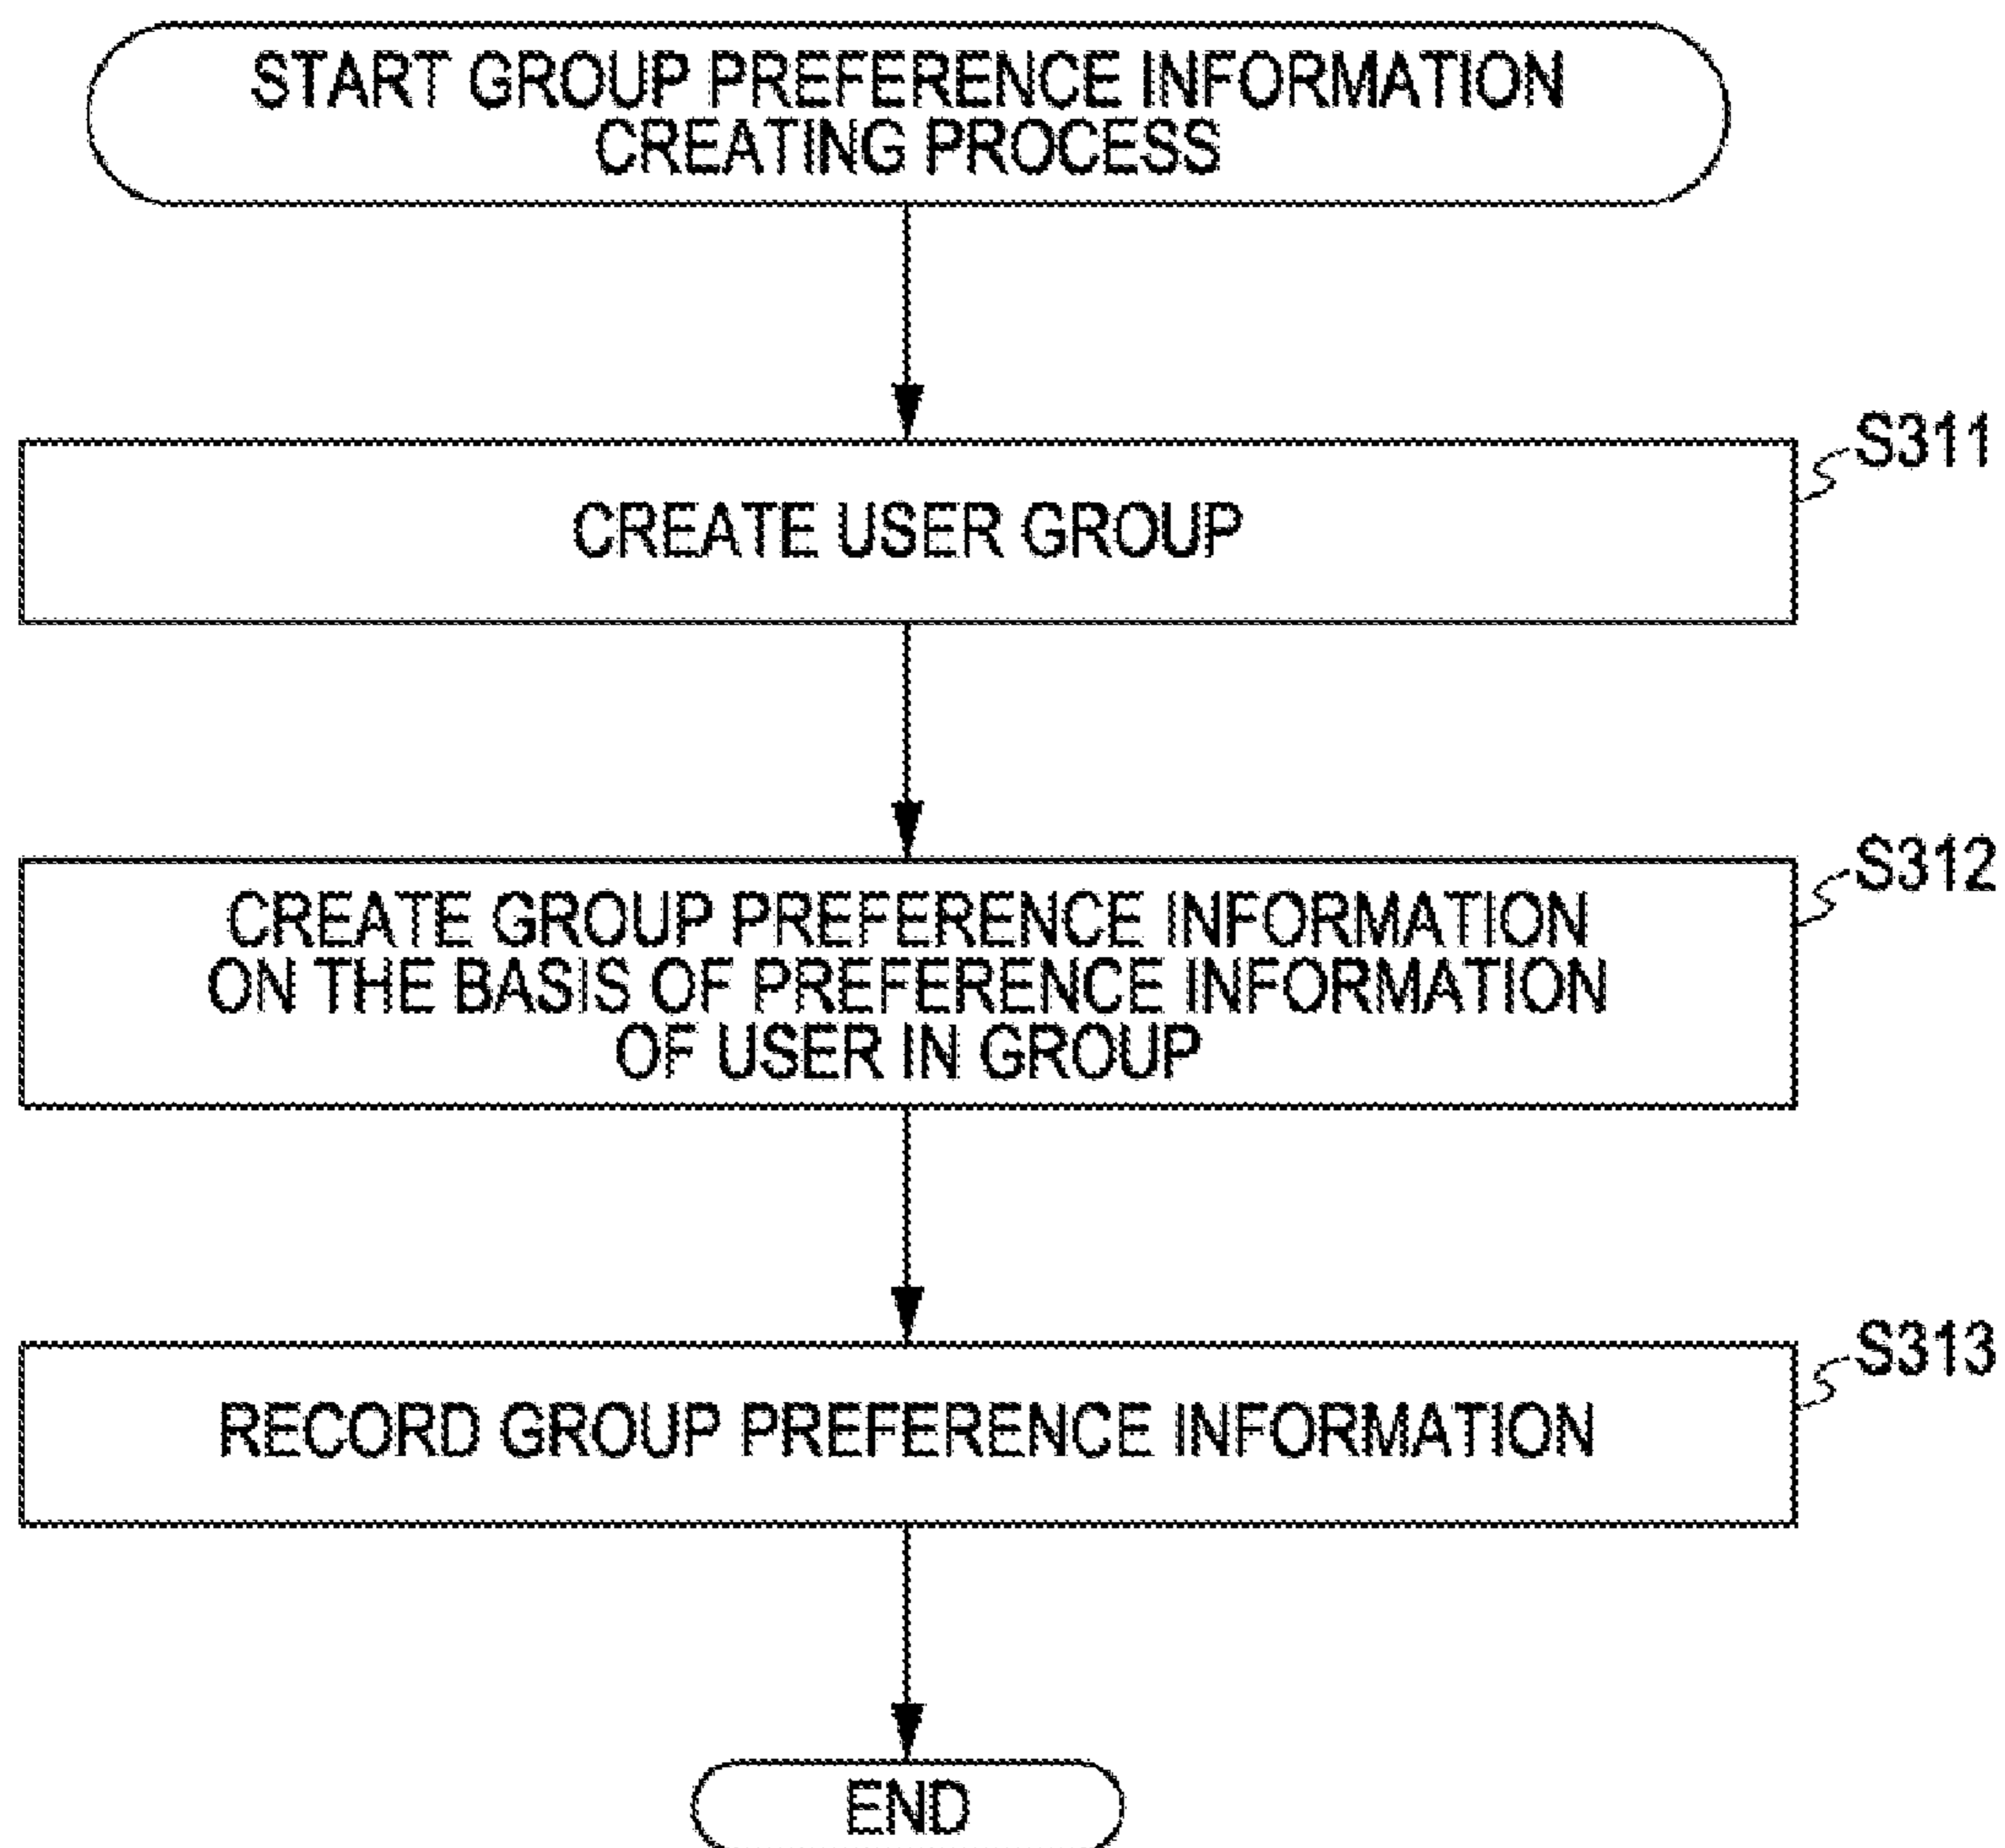 START GROUP PREFERENCE INFORMATION
CREATING PROCESS
S311
CREATE USER GROUP
S312
CREATE GROUP PREFERENCE INFORMATION
ON THE BASIS OF PREFERENCE INFORMATION
OF USER IN GROUP
S313
RECORD GROUP PREFERENCE INFORMATION
END